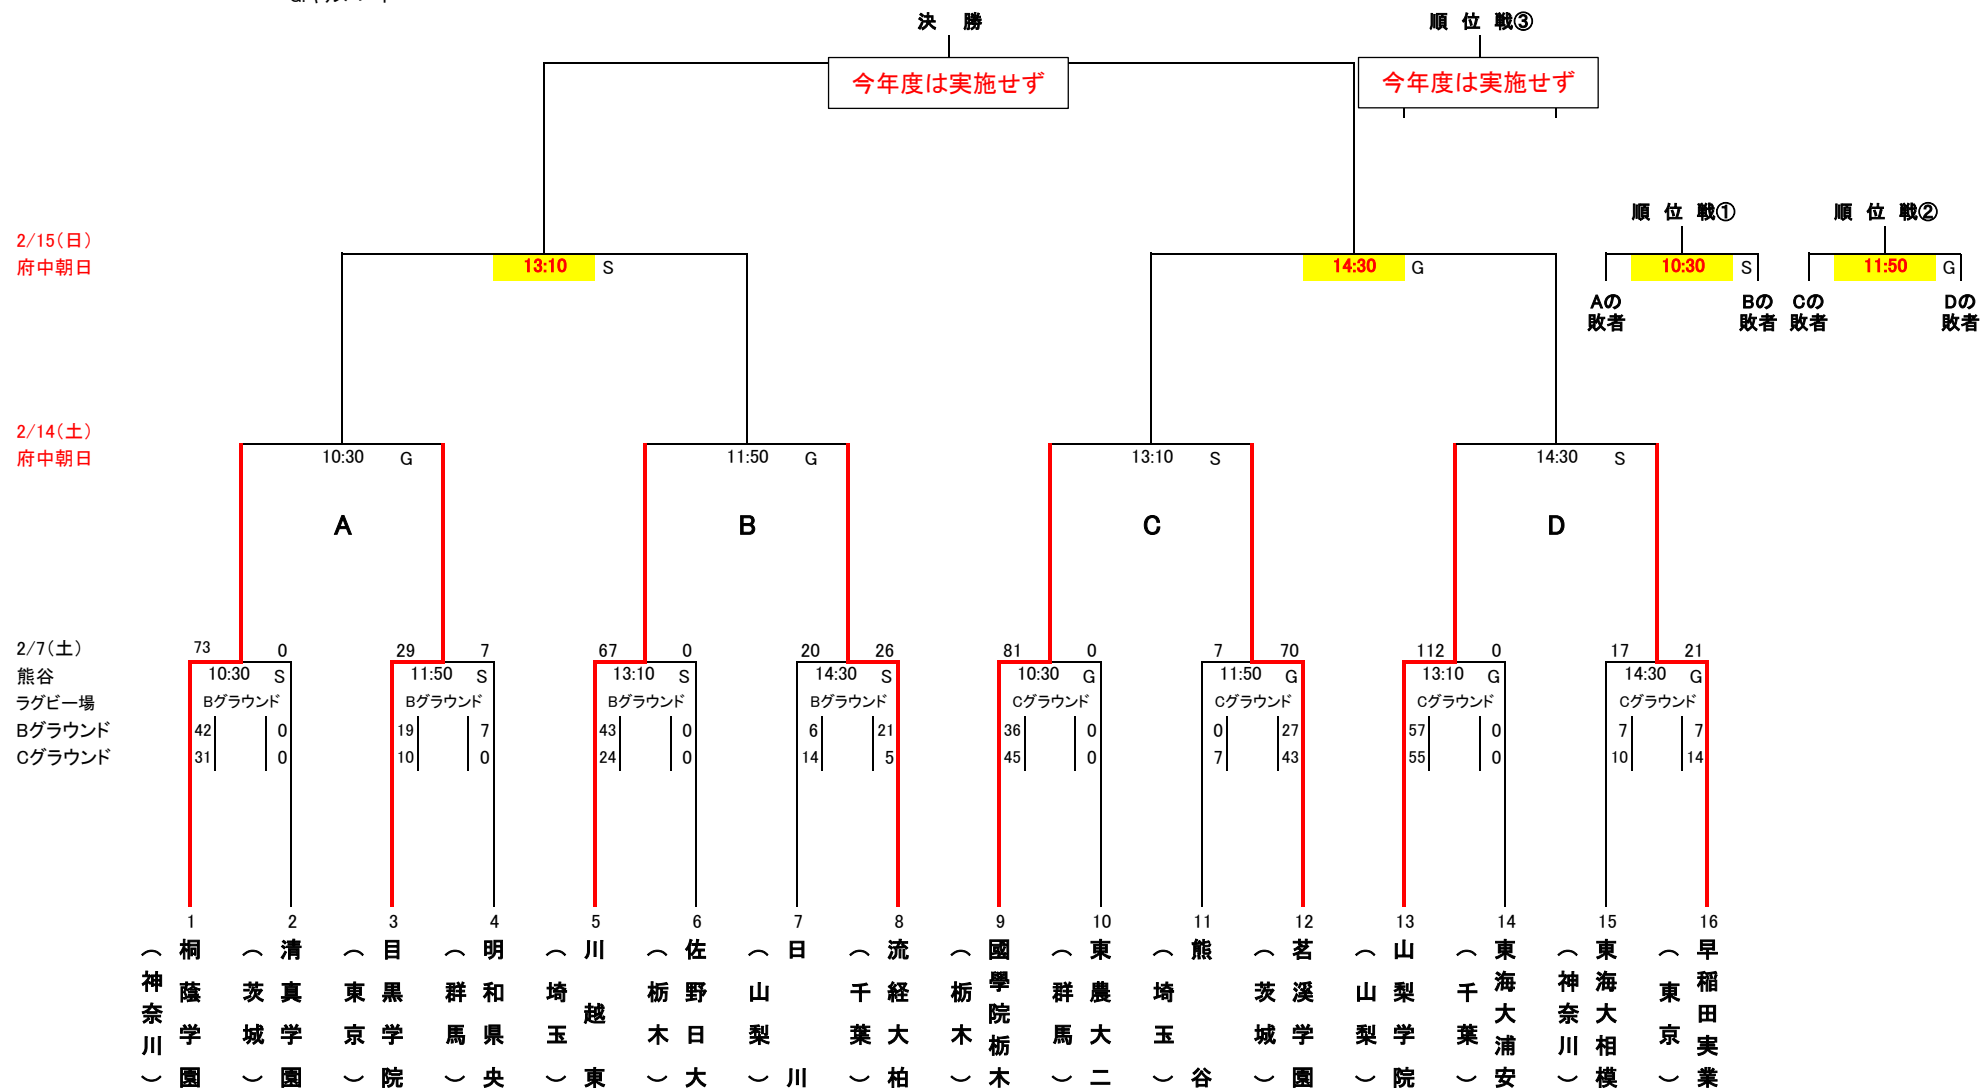 決　勝
順　位　戦③
今年度は実施せず
今年度は実施せず
順　位　戦①
順　位　戦②
2/15(日)
府中朝日
13:10 S
14:30 G
10:30 S
11:50 G
Aの敗者
Bの敗者
Cの敗者
Dの敗者
2/14(土)
府中朝日
10:30 G
11:50 G
13:10 S
14:30 S
A
B
C
D
2/7(土)
熊谷
ラグビー場
Bグラウンド
Cグラウンド
73 0 29 7 67 0 20 26 81 0 7 70 112 0 17 21
10:30 S 11:50 S 13:10 S 14:30 S 10:30 G 11:50 G 13:10 G 14:30 G
Bグラウンド Bグラウンド Bグラウンド Bグラウンド Cグラウンド Cグラウンド Cグラウンド Cグラウンド
42 0 19 7 43 0 6 21 36 0 0 27 57 0 7 7
31 0 10 0 24 0 14 5 45 0 7 43 55 0 10 14
1 2 3 4 5 6 7 8 9 10 11 12 13 14 15 16
桐蔭学園（神奈川）
清真学園（茨城）
目黒学院（東京）
明和県央（群馬）
川越東（埼玉）
佐野日大（栃木）
日川（山梨）
流経大柏（千葉）
國學院栃木（栃木）
東農大二（群馬）
熊谷（埼玉）
茗溪学園（茨城）
山梨学院（山梨）
東海大浦安（千葉）
東海大相模（神奈川）
早稲田実業（東京）